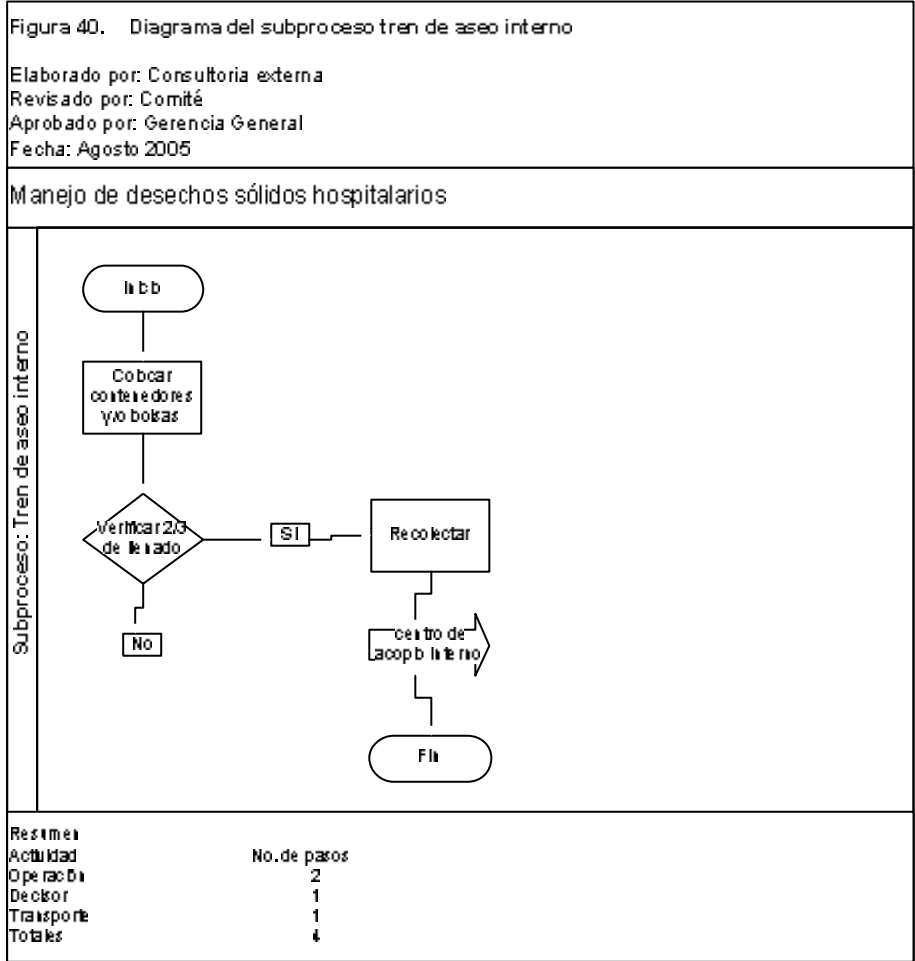 Figura 40. Diagrama del subproceso tren de aseo interno
Elaborado por: Consultoria externa
Revisado por: Comité
Aprobado por: Gerencia General
Fecha: Agosto 2005
Manejo de desechos sólidos hospitalarios
Subproceso: Tren de aseo interno
Inicio
Colocar
contenedores
y/o bolsas
Verificar 2/3
de llenado
SI
Recolectar
No
centro de
acopio interno
Fin
Resumen
Actividad No. de pasos
Operación 2
Decisor 1
Transporte 1
Totales 4